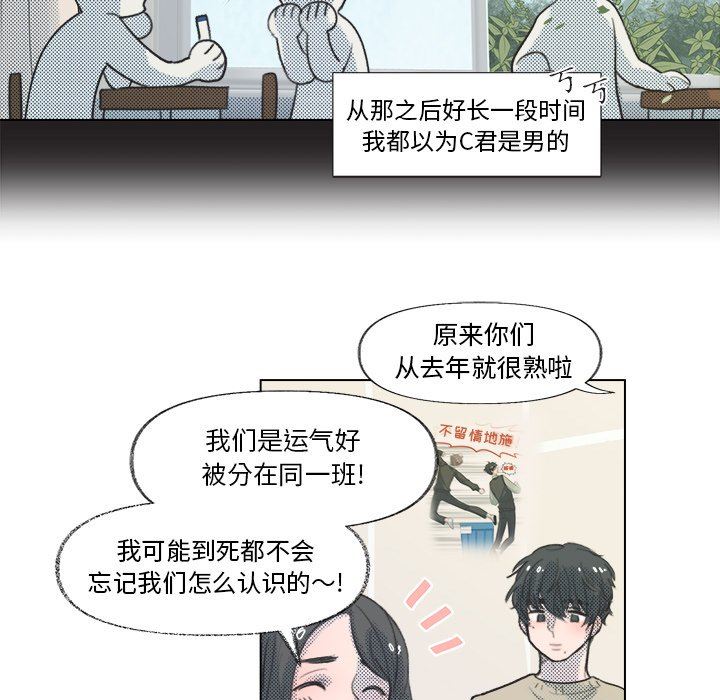 丂丂
从那之后好长一段时间
我都以为C君是男的
原来你们
从去年就很熟啦
我们是运气好
被分在同一班!
不留情地施
我可能到死都不会
忘记我们怎么认识的～!